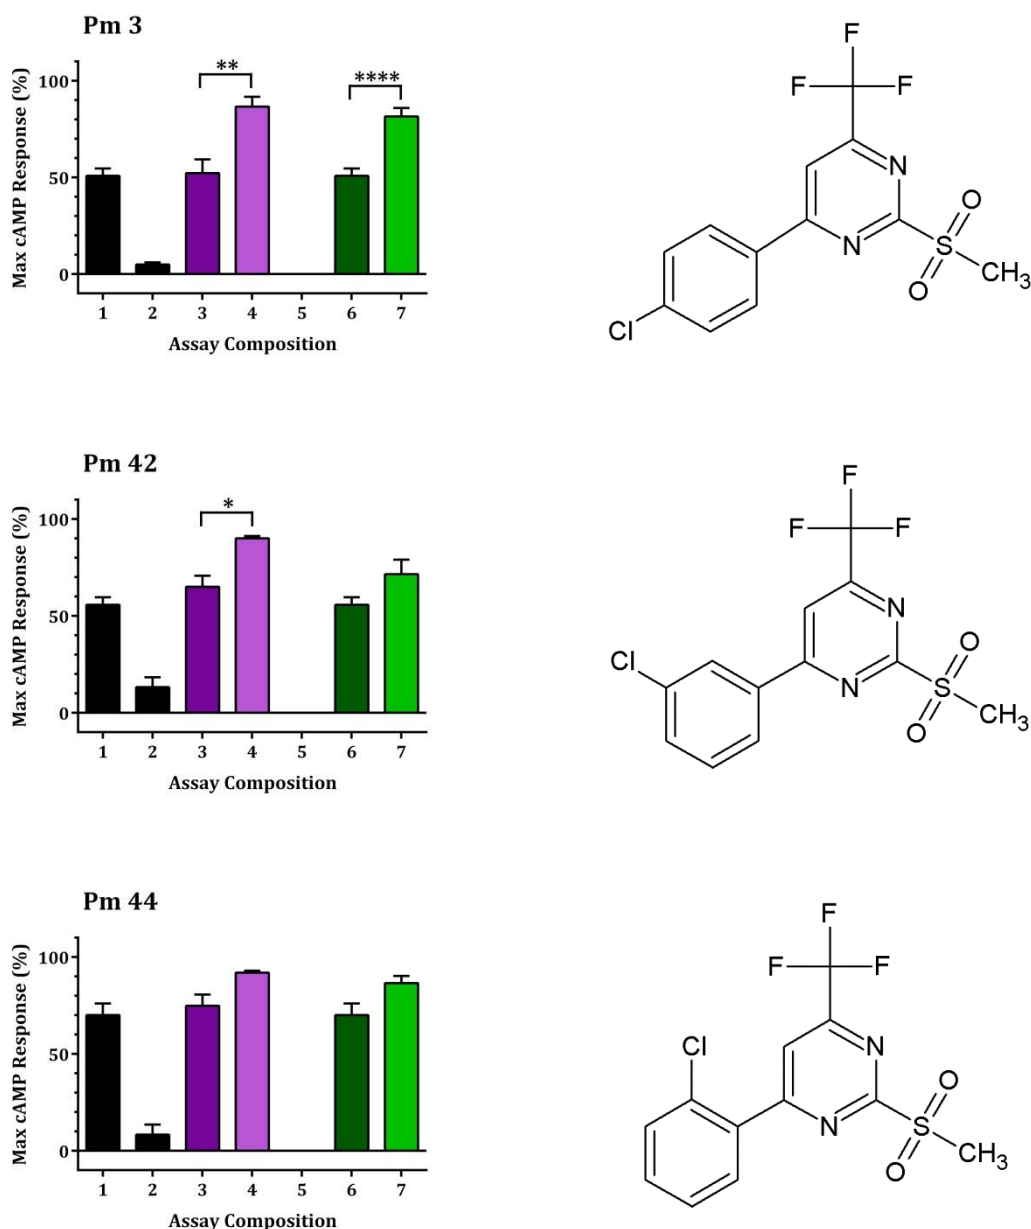 Pm 3
Max cAMP Response (%)
100
50
0
**
****
1 2 3 4 5 6 7
Assay Composition
F
F F
N
N
O
S
O
CH3
Cl
Pm 42
Max cAMP Response (%)
100
50
0
*
1 2 3 4 5 6 7
Assay Composition
F
F F
Cl
N
N
O
S
O
CH3
Pm 44
Max cAMP Response (%)
100
50
0
1 2 3 4 5 6 7
Assay Composition
F
F F
Cl
N
N
O
S
O
CH3